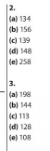 2.
(a) 134
(b) 156
(c) 139
(d) 148
(e) 258
3.
(a) 198
(b) 144
(c) 113
(d) 128
(e) 108